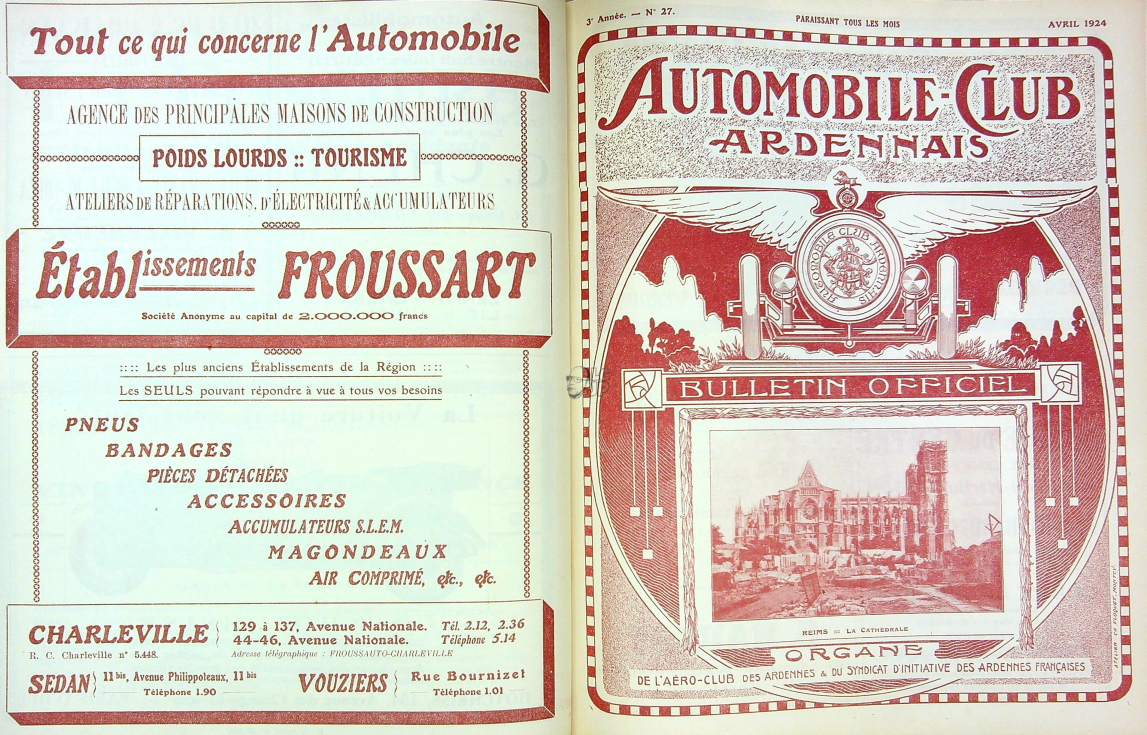 Tout ce qui concerne l'Automobile
AGENCE DES PRINCIPALES MAISONS DE CONSTRUCTION
POIDS LOURDS :: TOURISME
ATELIERS DE RÉPARATIONS, D'ÉLECTRICITÉ & ACCUMULATEURS
Établissements FROUSSART
Société Anonyme au capital de 2.000.000 francs
:::: Les plus anciens Établissements de la Région ::::
Les SEULS pouvant répondre à vue à tous vos besoins
PNEUS
BANDAGES
PIÈCES DÉTACHÉES
ACCESSOIRES
ACCUMULATEURS S.L.E.M.
MAGONDEAUX
AIR COMPRIMÉ, etc., etc.
CHARLEVILLE
R. C. Charleville n° 5.448.
129 à 137, Avenue Nationale. Tél. 2.12, 2.36
44-46, Avenue Nationale. Téléphone 5.14
Adresse télégraphique : FROUSSAUTO-CHARLEVILLE
SEDAN
11 bis, Avenue Philippoteaux, 11 bis
Téléphone 1.90
VOUZIERS
Rue Bournizet
Téléphone 1.01
3e Année. — N° 27.
PARAISSANT TOUS LES MOIS
AVRIL 1924
AUTOMOBILE-CLUB
ARDENNAIS
AUTOMOBILE CLUB ARDENNAIS
BULLETIN OFFICIEL
REIMS ::: LA CATHÉDRALE
ORGANE
DE L'AÉRO-CLUB DES ARDENNES & DU SYNDICAT D'INITIATIVE DES ARDENNES FRANÇAISES